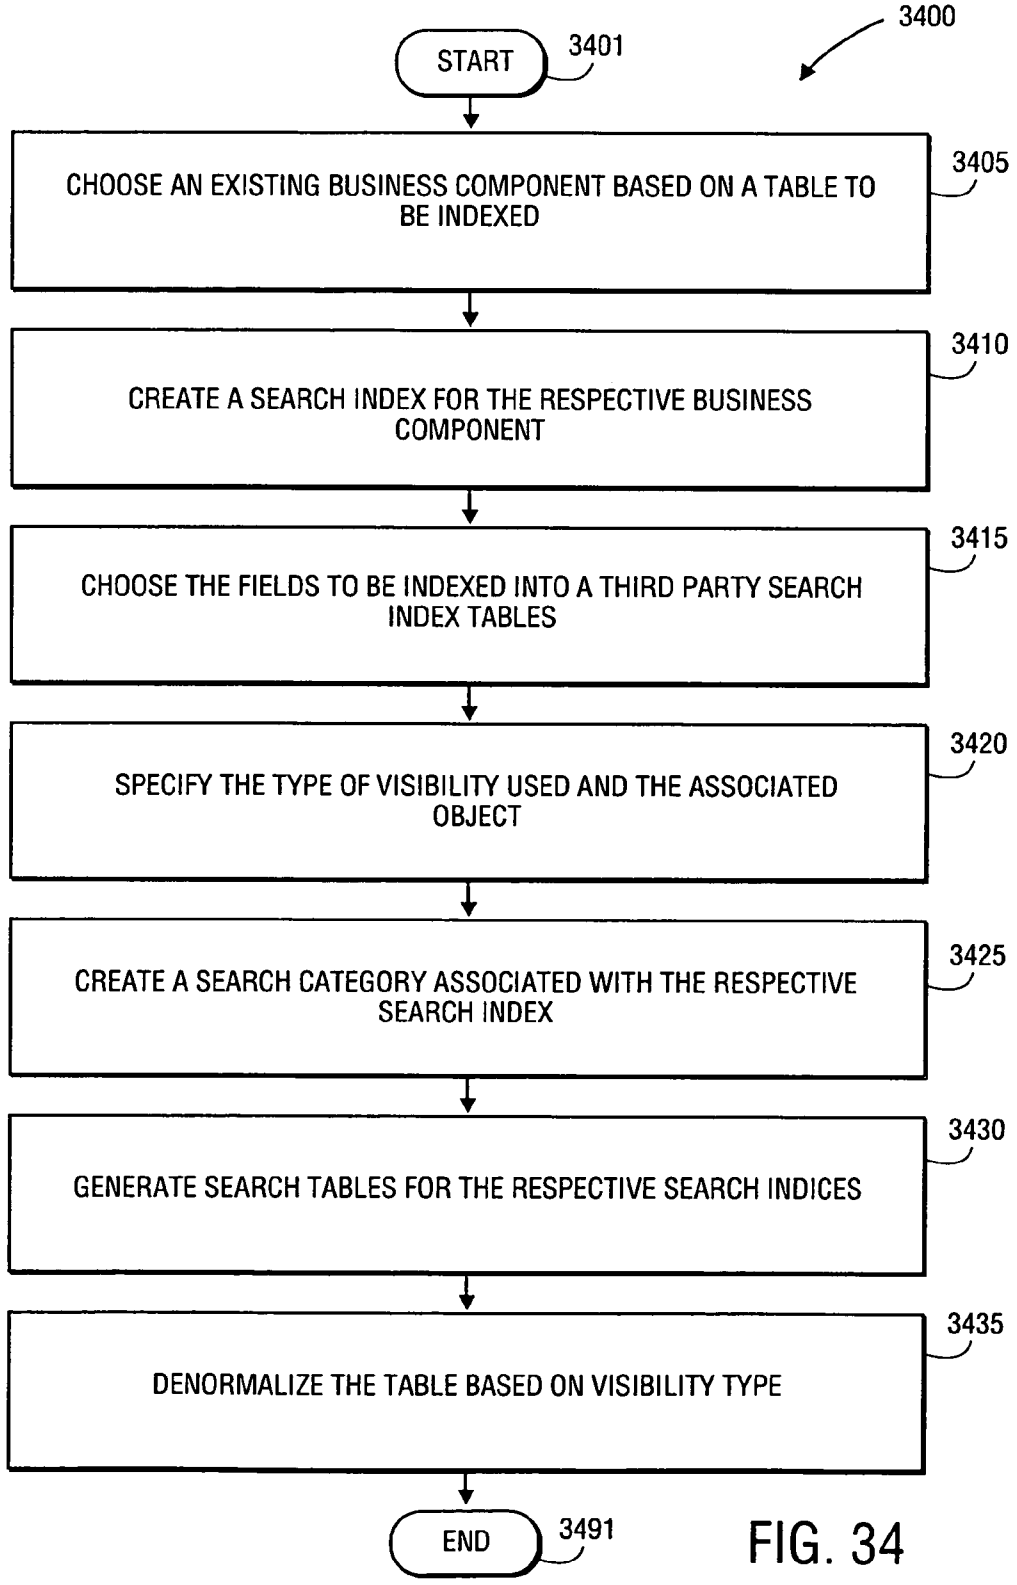 3400
START
3401
3405
CHOOSE AN EXISTING BUSINESS COMPONENT BASED ON A TABLE TO
BE INDEXED
3410
CREATE A SEARCH INDEX FOR THE RESPECTIVE BUSINESS
COMPONENT
3415
CHOOSE THE FIELDS TO BE INDEXED INTO A THIRD PARTY SEARCH
INDEX TABLES
3420
SPECIFY THE TYPE OF VISIBILITY USED AND THE ASSOCIATED
OBJECT
3425
CREATE A SEARCH CATEGORY ASSOCIATED WITH THE RESPECTIVE
SEARCH INDEX
3430
GENERATE SEARCH TABLES FOR THE RESPECTIVE SEARCH INDICES
3435
DENORMALIZE THE TABLE BASED ON VISIBILITY TYPE
END
3491
FIG. 34